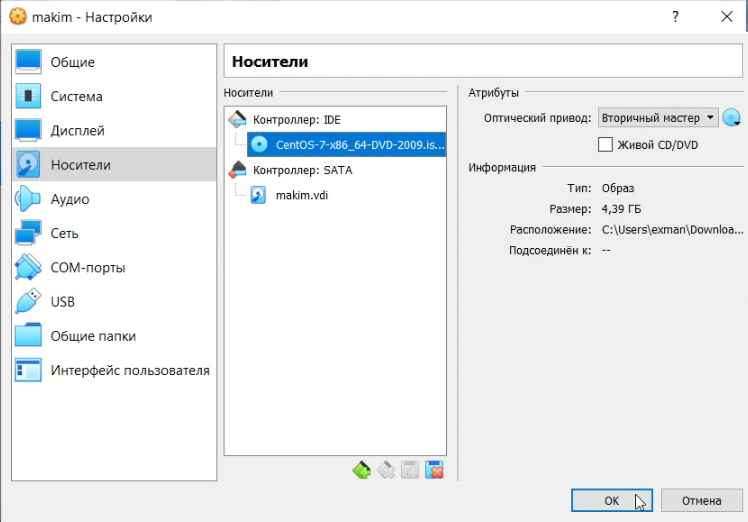 makim - Настройки
Общие
Система
Дисплей
Носители
Аудио
Сеть
COM-порты
USB
Общие папки
Интерфейс пользователя
Носители
Носители
Контроллер: IDE
CentOS-7-x86_64-DVD-2009.is...
Контроллер: SATA
makim.vdi
Атрибуты
Оптический привод: Вторичный мастер
Живой CD/DVD
Информация
Тип: Образ
Размер: 4,39 ГБ
Расположение: C:\Users\exman\Downloa...
Подсоединён к: --
OK Отмена